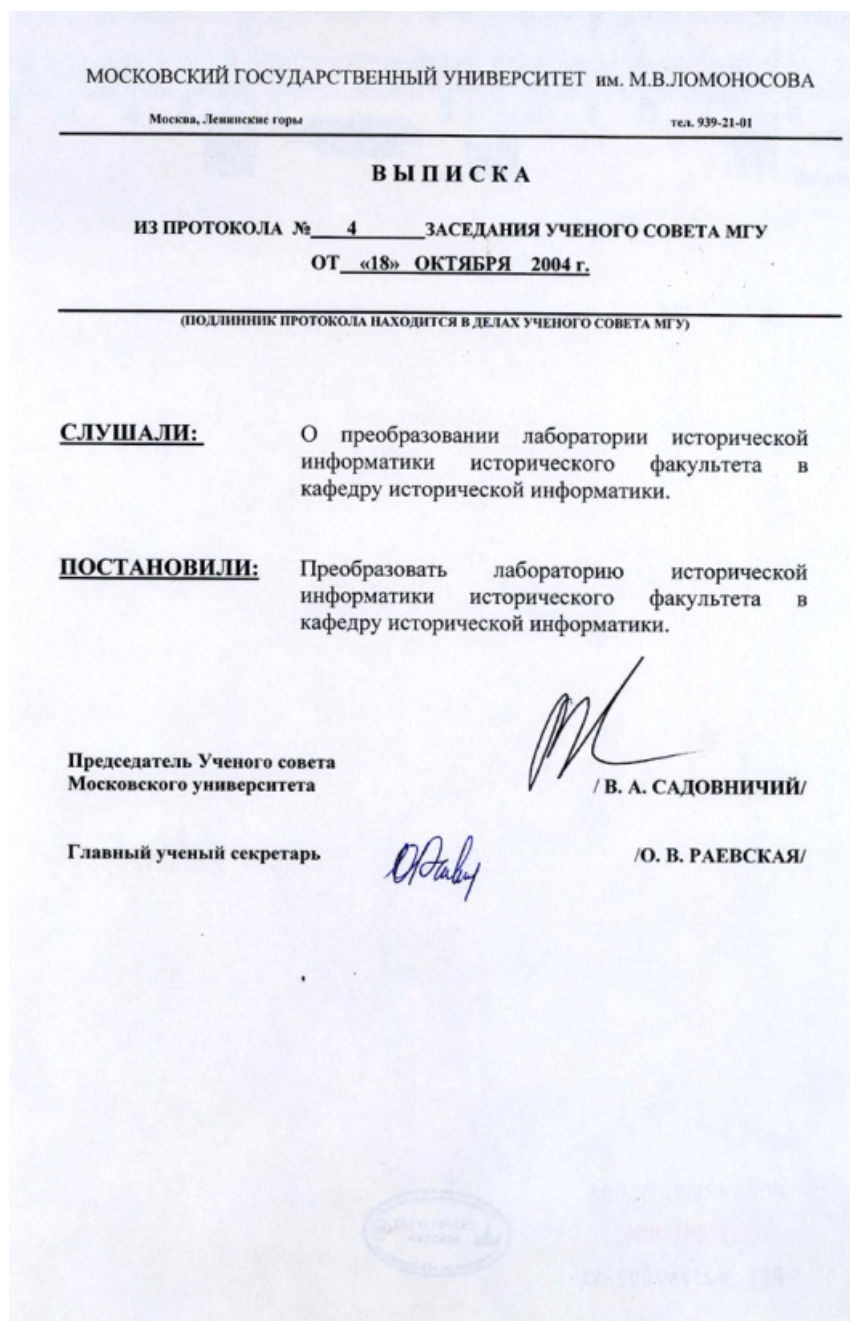 МОСКОВСКИЙ ГОСУДАРСТВЕННЫЙ УНИВЕРСИТЕТ им. М.В.ЛОМОНОСОВА
Москва, Ленинские горы тел. 939-21-01
ВЫПИСКА
ИЗ ПРОТОКОЛА № 4 ЗАСЕДАНИЯ УЧЕНОГО СОВЕТА МГУ
ОТ «18» ОКТЯБРЯ 2004 г.
(ПОДЛИННИК ПРОТОКОЛА НАХОДИТСЯ В ДЕЛАХ УЧЕНОГО СОВЕТА МГУ)
СЛУШАЛИ: О преобразовании лаборатории исторической
информатики исторического факультета в
кафедру исторической информатики.
ПОСТАНОВИЛИ: Преобразовать лабораторию исторической
информатики исторического факультета в
кафедру исторической информатики.
Председатель Ученого совета
Московского университета / В. А. САДОВНИЧИЙ/
Главный ученый секретарь /О. В. РАЕВСКАЯ/